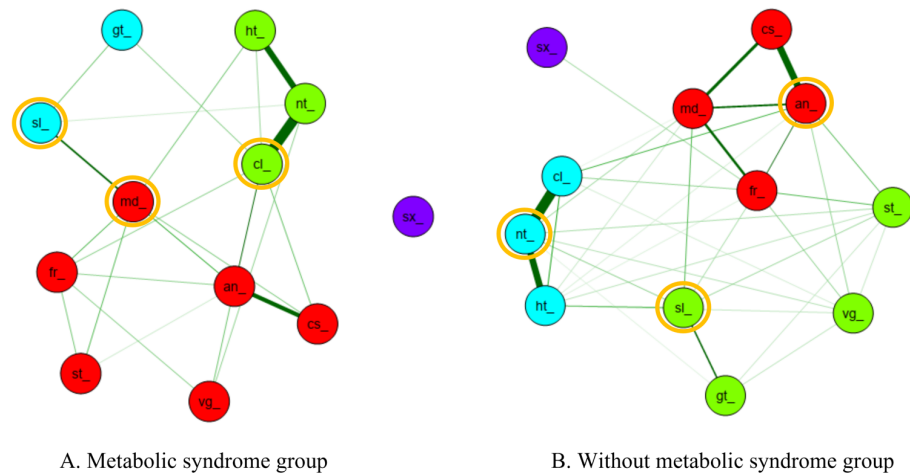 gt_
ht_
nt_
sl_
cl_
md_
sx_
fr_
an_
cs_
st_
vg_
A. Metabolic syndrome group
cs_
sx_
an_
md_
cl_
fr_
st_
nt_
ht_
sl_
vg_
gt_
B. Without metabolic syndrome group